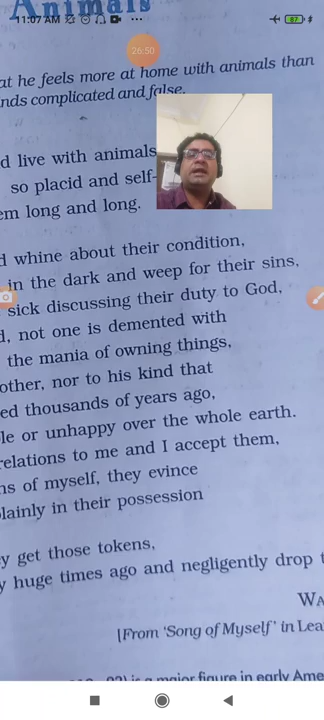 Animals
11:07 AM
87
26:50
at he feels more at home with animals than
nds complicated and false.
d live with animals
so placid and self-
em long and long.
d whine about their condition,
in the dark and weep for their sins,
sick discussing their duty to God,
d, not one is demented with
the mania of owning things,
other, nor to his kind that
ed thousands of years ago,
le or unhappy over the whole earth.
relations to me and I accept them,
ns of myself, they evince
plainly in their possession
y get those tokens,
y huge times ago and negligently drop t
WA
[From 'Song of Myself' in Lea
is a major figure in early Ame